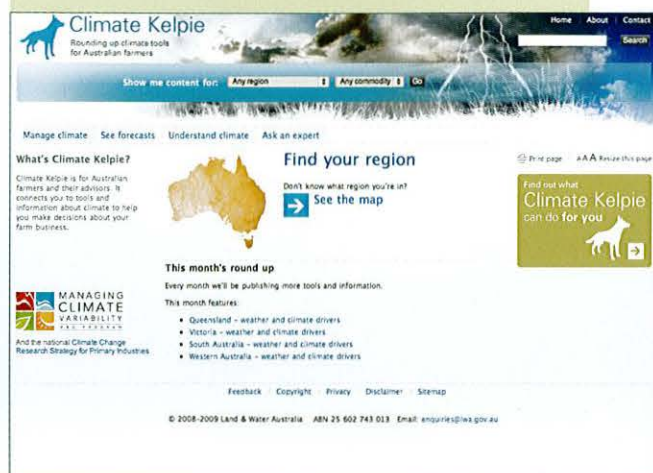 Climate Kelpie
Rounding up climate tools
for Australian farmers
Home About Contact
Search
Show me content for: Any region Any commodity Go
Manage climate See forecasts Understand climate Ask an expert
What's Climate Kelpie?
Climate Kelpie is for Australian
farmers and their advisors. It
connects you to tools and
information about climate to help
you make decisions about your
farm business.
MANAGING
CLIMATE
VARIABILITY
R&D PROGRAM
And the national Climate Change
Research Strategy for Primary Industries
Find your region
Don't know what region you're in?
See the map
This month's round up
Every month we'll be publishing more tools and information.
This month features:
• Queensland – weather and climate drivers
• Victoria – weather and climate drivers
• South Australia – weather and climate drivers
• Western Australia – weather and climate drivers
Print page AAA Resize this page
Find out what
Climate Kelpie
can do for you
Feedback Copyright Privacy Disclaimer Sitemap
© 2008-2009 Land & Water Australia ABN 25 602 743 013 Email: enquiries@lwa.gov.au